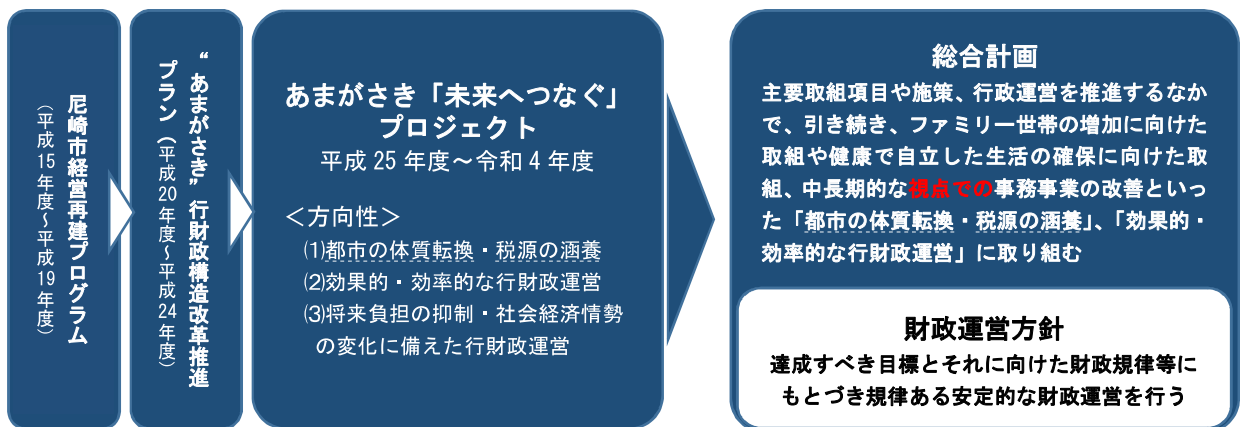 尼崎市経営再建プログラム
（平成15年度～平成19年度）
“あまがさき”行財政構造改革推進
プラン（平成20年度～平成24年度）
あまがさき「未来へつなぐ」
プロジェクト
平成25年度～令和4年度
＜方向性＞
⑴都市の体質転換・税源の涵養
⑵効果的・効率的な行財政運営
⑶将来負担の抑制・社会経済情勢
の変化に備えた行財政運営
総合計画
主要取組項目や施策、行政運営を推進するなか
で、引き続き、ファミリー世帯の増加に向けた
取組や健康で自立した生活の確保に向けた取
組、中長期的な視点での事務事業の改善といっ
た「都市の体質転換・税源の涵養」、「効果的・
効率的な行財政運営」に取り組む
財政運営方針
達成すべき目標とそれに向けた財政規律等に
もとづき規律ある安定的な財政運営を行う